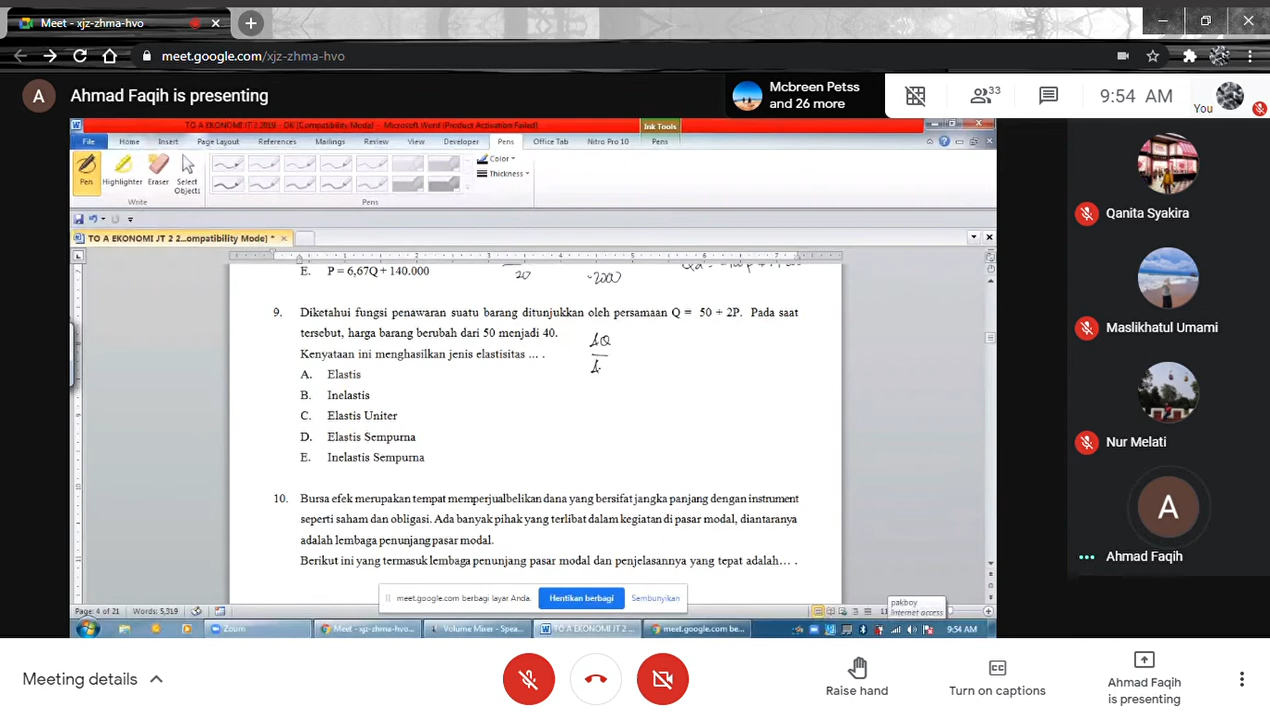 Meet - xjz-zhma-hvo
meet.google.com/xjz-zhma-hvo
A
Ahmad Faqih is presenting
Mcbreen Petss
and 26 more
33
9:54 AM
You
TO A EKONOMI JT 2 2019 - OK [Compatibility Mode] - Microsoft Word (Product Activation Failed)
Ink Tools
File Home Insert Page Layout References Mailings Review View Developer Pens Office Tab Nitro Pro 10 Pens
Pen Highlighter Eraser Select Objects
Color
Thickness
Write
Pens
TO A EKONOMI JT 2 2...ompatibility Mode] *
E. P = 6,67Q + 140.000
20
-2000
9. Diketahui fungsi penawaran suatu barang ditunjukkan oleh persamaan Q = 50 + 2P. Pada saat
tersebut, harga barang berubah dari 50 menjadi 40.
Kenyataan ini menghasilkan jenis elastisitas ... .
ΔQ
A. Elastis
B. Inelastis
C. Elastis Uniter
D. Elastis Sempurna
E. Inelastis Sempurna
10. Bursa efek merupakan tempat memperjualbelikan dana yang bersifat jangka panjang dengan instrument
seperti saham dan obligasi. Ada banyak pihak yang terlibat dalam kegiatan di pasar modal, diantaranya
adalah lembaga penunjang pasar modal.
Berikut ini yang termasuk lembaga penunjang pasar modal dan penjelasannya yang tepat adalah... .
meet.google.com berbagi layar Anda.
Hentikan berbagi
Sembunyikan
pakboy
Internet access
Page: 4 of 21 Words: 5,319
Zoom
Meet - xjz-zhma-hvo...
Volume Mixer - Spea...
TO A EKONOMI JT 2 ...
meet.google.com be...
9:54 AM
Qanita Syakira
Maslikhatul Umami
Nur Melati
A
Ahmad Faqih
Meeting details
Raise hand
Turn on captions
Ahmad Faqih
is presenting